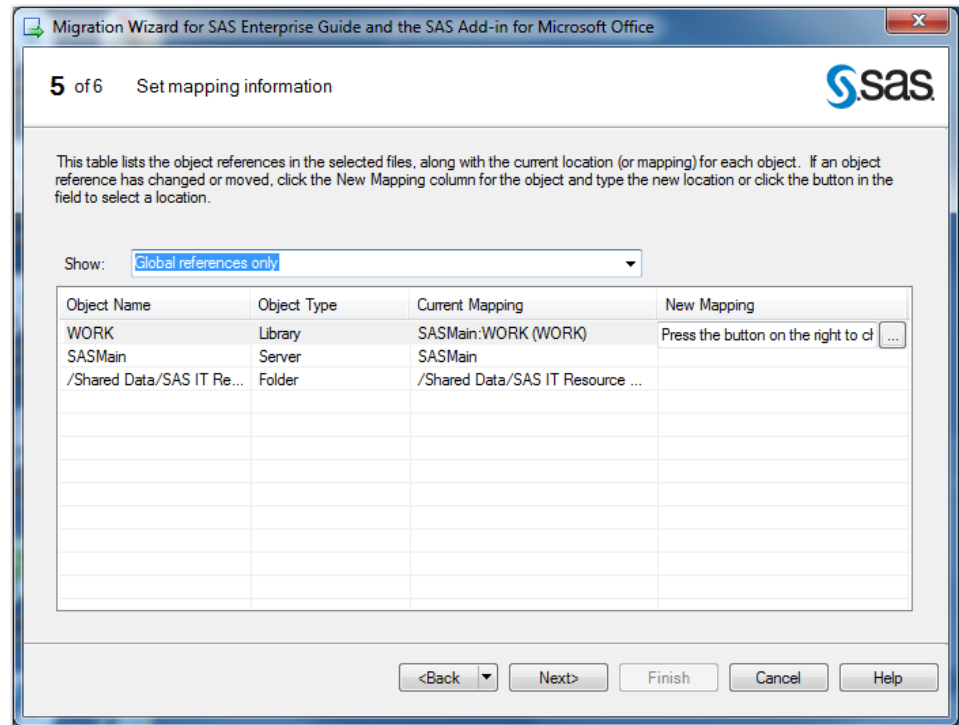 Migration Wizard for SAS Enterprise Guide and the SAS Add-in for Microsoft Office
5 of 6 Set mapping information
sas
This table lists the object references in the selected files, along with the current location (or mapping) for each object. If an object
reference has changed or moved, click the New Mapping column for the object and type the new location or click the button in the
field to select a location.
Show: Global references only
Object Name Object Type Current Mapping New Mapping
WORK Library SASMain:WORK (WORK) Press the button on the right to ...
SASMain Server SASMain
/Shared Data/SAS IT Re... Folder /Shared Data/SAS IT Resource ...
<Back Next> Finish Cancel Help